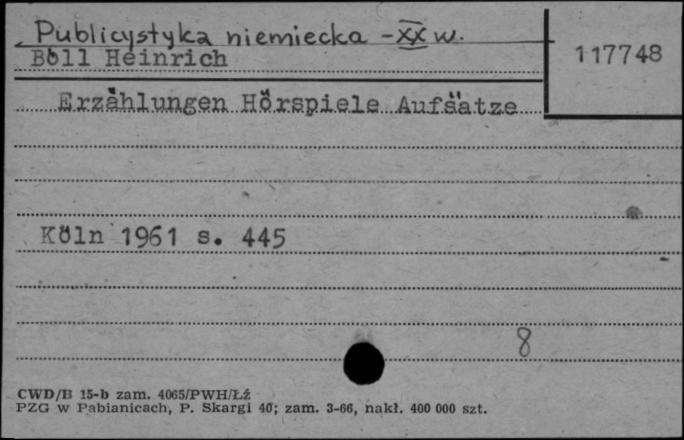 Publicystyka niemiecka - XX w.
Böll Heinrich
117748
Erzählungen Hörspiele Aufsätze
Köln 1961 s. 445
8
CWD/B 15-b zam. 4065/PWH/Łź
PZG w Pabianicach, P. Skargi 40; zam. 3-66, nakł. 400 000 szt.